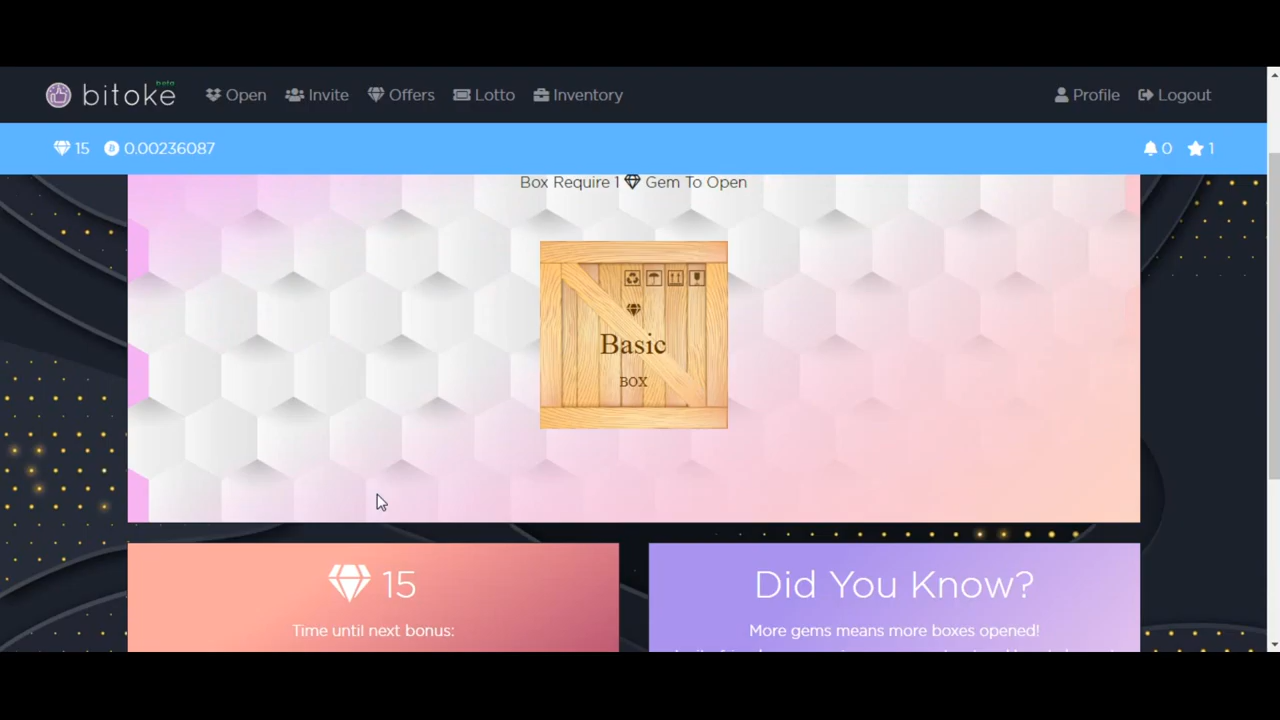 bitoke beta Open Invite Offers Lotto Inventory Profile Logout
15 0.00236087 0 1
Box Require 1 Gem To Open
Basic
BOX
15
Time until next bonus:
Did You Know?
More gems means more boxes opened!